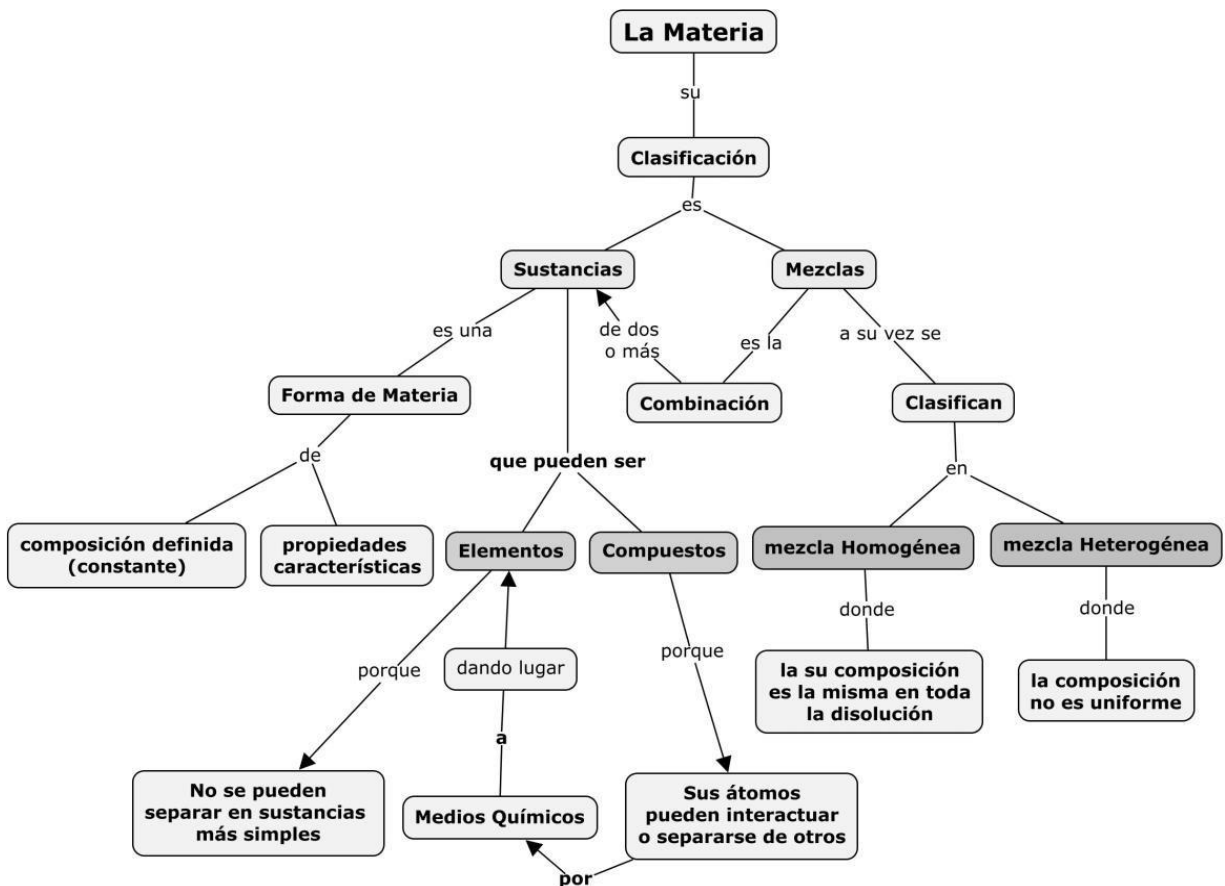 La Materia
su
Clasificación
es
Sustancias
Mezclas
es una
de dos
o más
es la
a su vez se
Forma de Materia
Combinación
Clasifican
de
que pueden ser
en
composición definida
(constante)
propiedades
características
Elementos
Compuestos
mezcla Homogénea
mezcla Heterogénea
donde
donde
porque
dando lugar
porque
la su composición
es la misma en toda
la disolución
la composición
no es uniforme
a
No se pueden
separar en sustancias
más simples
Medios Químicos
Sus átomos
pueden interactuar
o separarse de otros
por